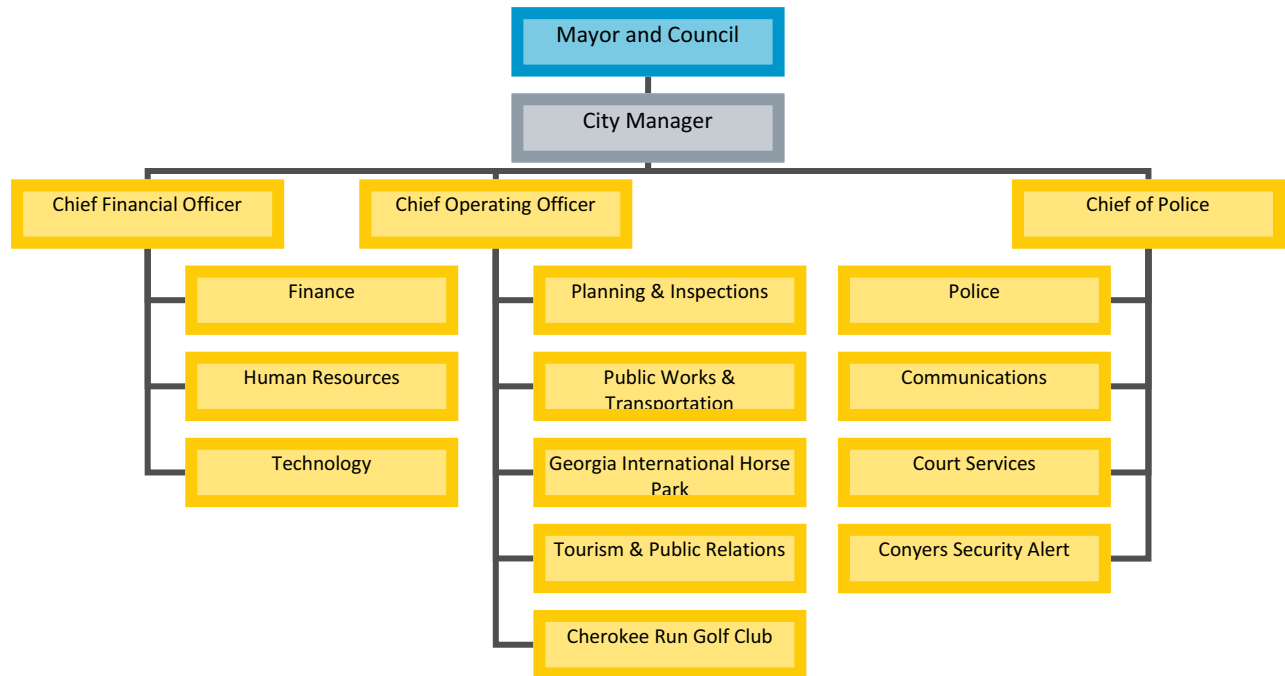 Mayor and Council
City Manager
Chief Financial Officer
Chief Operating Officer
Chief of Police
Finance
Human Resources
Technology
Planning & Inspections
Public Works &
Transportation
Georgia International Horse
Park
Tourism & Public Relations
Cherokee Run Golf Club
Police
Communications
Court Services
Conyers Security Alert